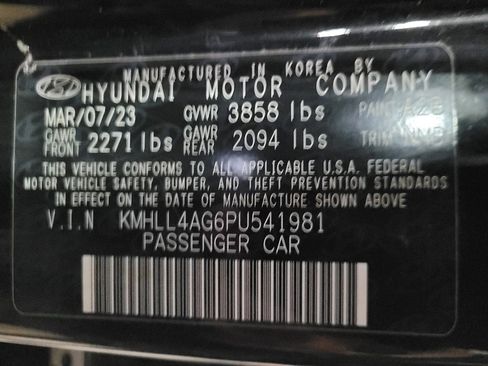 MANUFACTURED IN KOREA BY
HYUNDAI MOTOR COMPANY
MAR/07/23 GVWR 3858 lbs PAINT
GAWR FRONT 2271 lbs GAWR REAR 2094 lbs TRIM
THIS VEHICLE CONFORMS TO ALL APPLICABLE U.S.A. FEDERAL
MOTOR VEHICLE SAFETY, BUMPER, AND THEFT PREVENTION STANDARDS
IN EFFECT ON THE DATE OF MANUFACTURE SHOWN ABOVE
V.I.N KMHLL4AG6PU541981
PASSENGER CAR